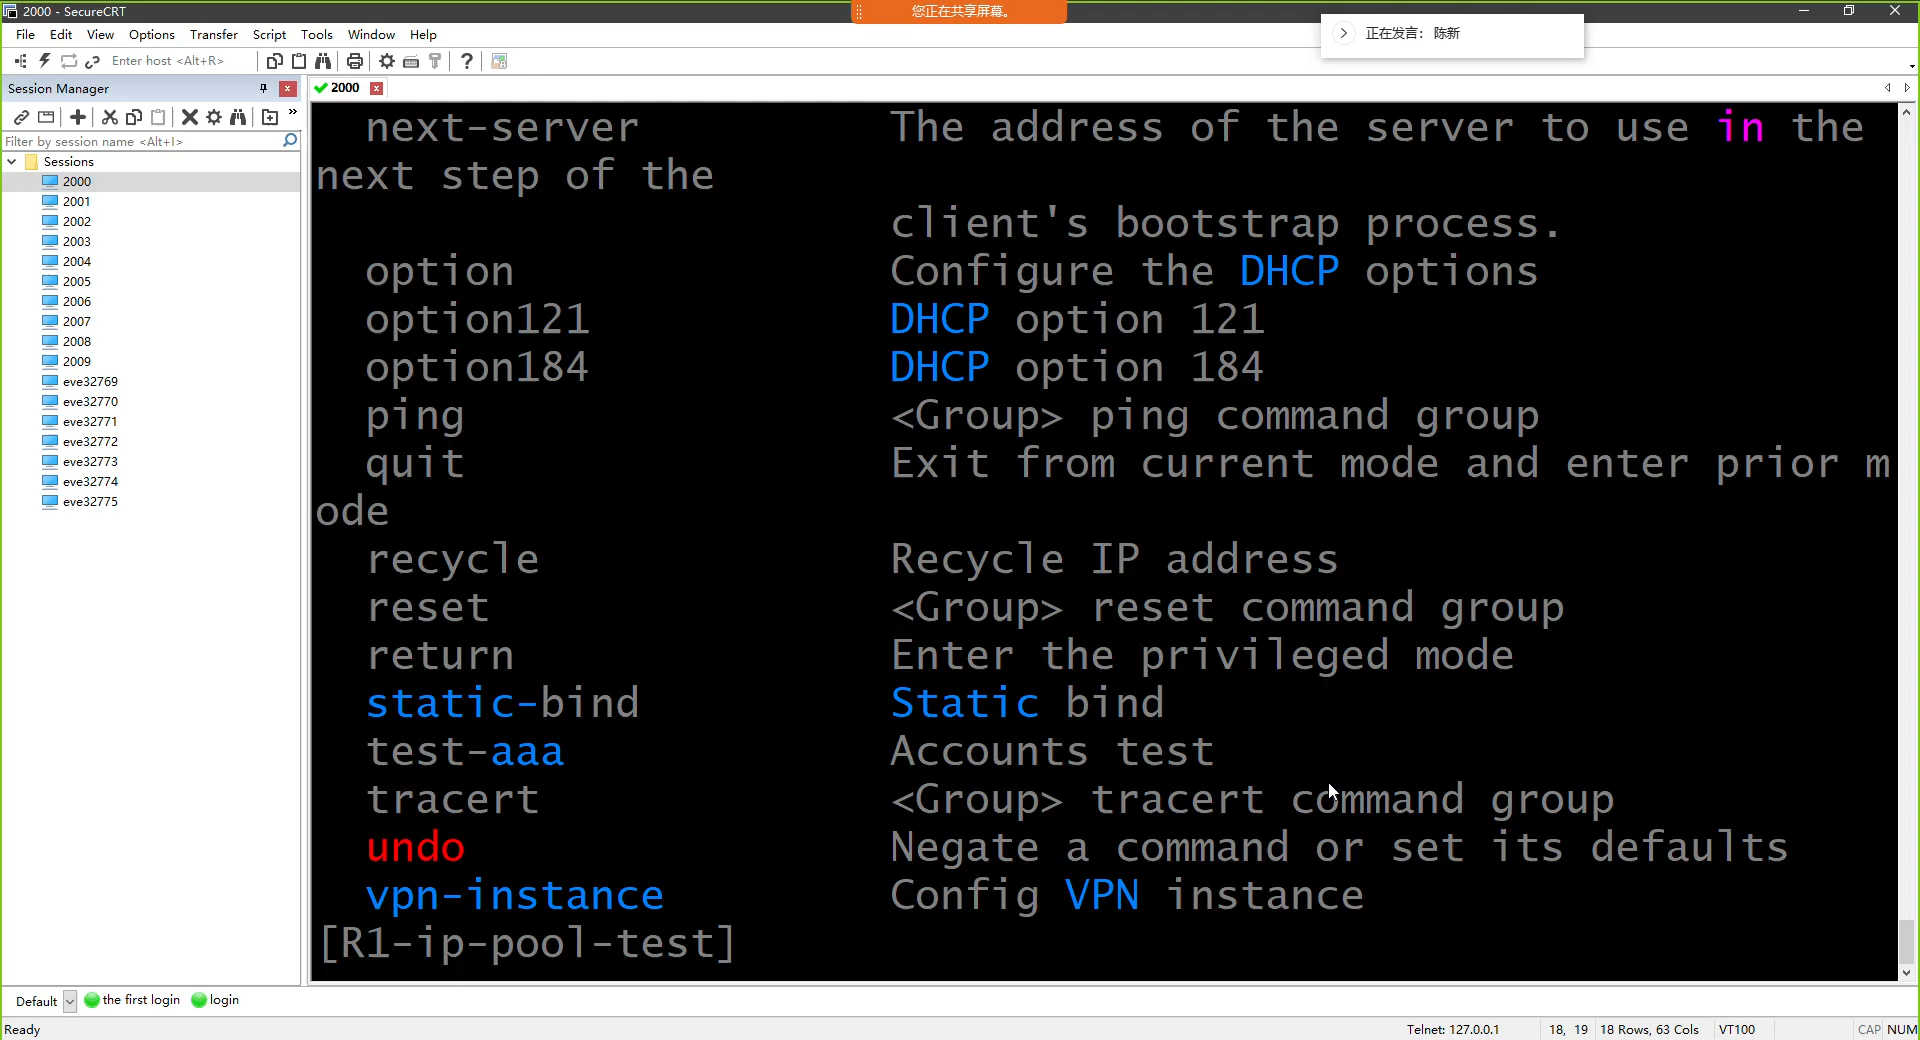 2000 - SecureCRT
您正在共享屏幕。
正在发言: 陈新
File Edit View Options Transfer Script Tools Window Help
Enter host <Alt+R>
Session Manager
2000
Filter by session name <Alt+I>
Sessions
2000
2001
2002
2003
2004
2005
2006
2007
2008
2009
eve32769
eve32770
eve32771
eve32772
eve32773
eve32774
eve32775
next-server The address of the server to use in the
next step of the
client's bootstrap process.
option Configure the DHCP options
option121 DHCP option 121
option184 DHCP option 184
ping <Group> ping command group
quit Exit from current mode and enter prior m
ode
recycle Recycle IP address
reset <Group> reset command group
return Enter the privileged mode
static-bind Static bind
test-aaa Accounts test
tracert <Group> tracert command group
undo Negate a command or set its defaults
vpn-instance Config VPN instance
[R1-ip-pool-test]
Default the first login login
Ready Telnet: 127.0.0.1 18, 19 18 Rows, 63 Cols VT100 CAP NUM